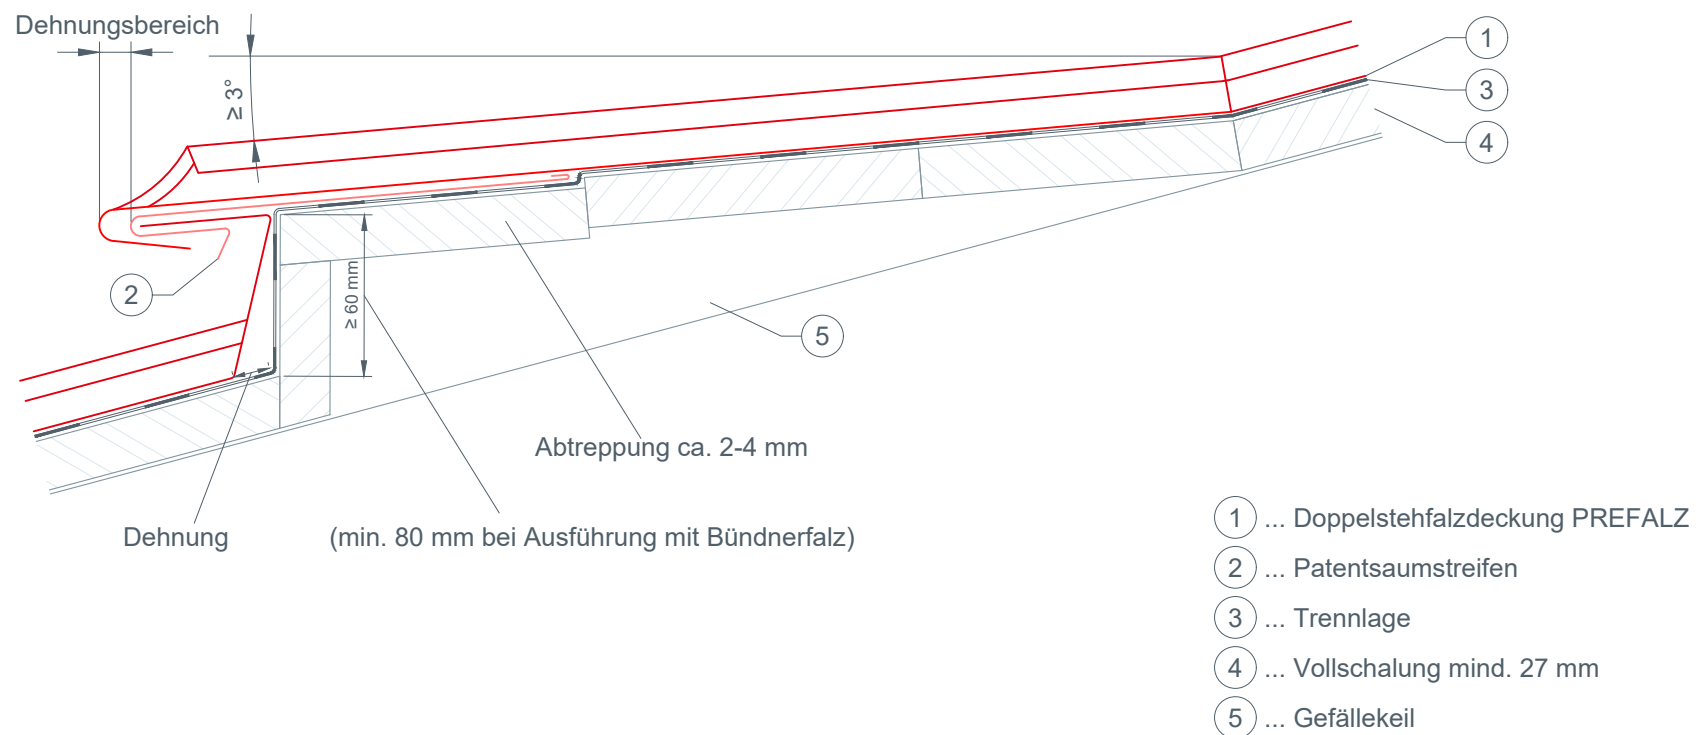 Dehnungsbereich
≥ 3°
1
3
4
2
≥ 60 mm
5
Abtreppung ca. 2-4 mm
Dehnung
(min. 80 mm bei Ausführung mit Bündnerfalz)
1 ... Doppelstehfalzdeckung PREFALZ
2 ... Patentsaumstreifen
3 ... Trennlage
4 ... Vollschalung mind. 27 mm
5 ... Gefällekeil